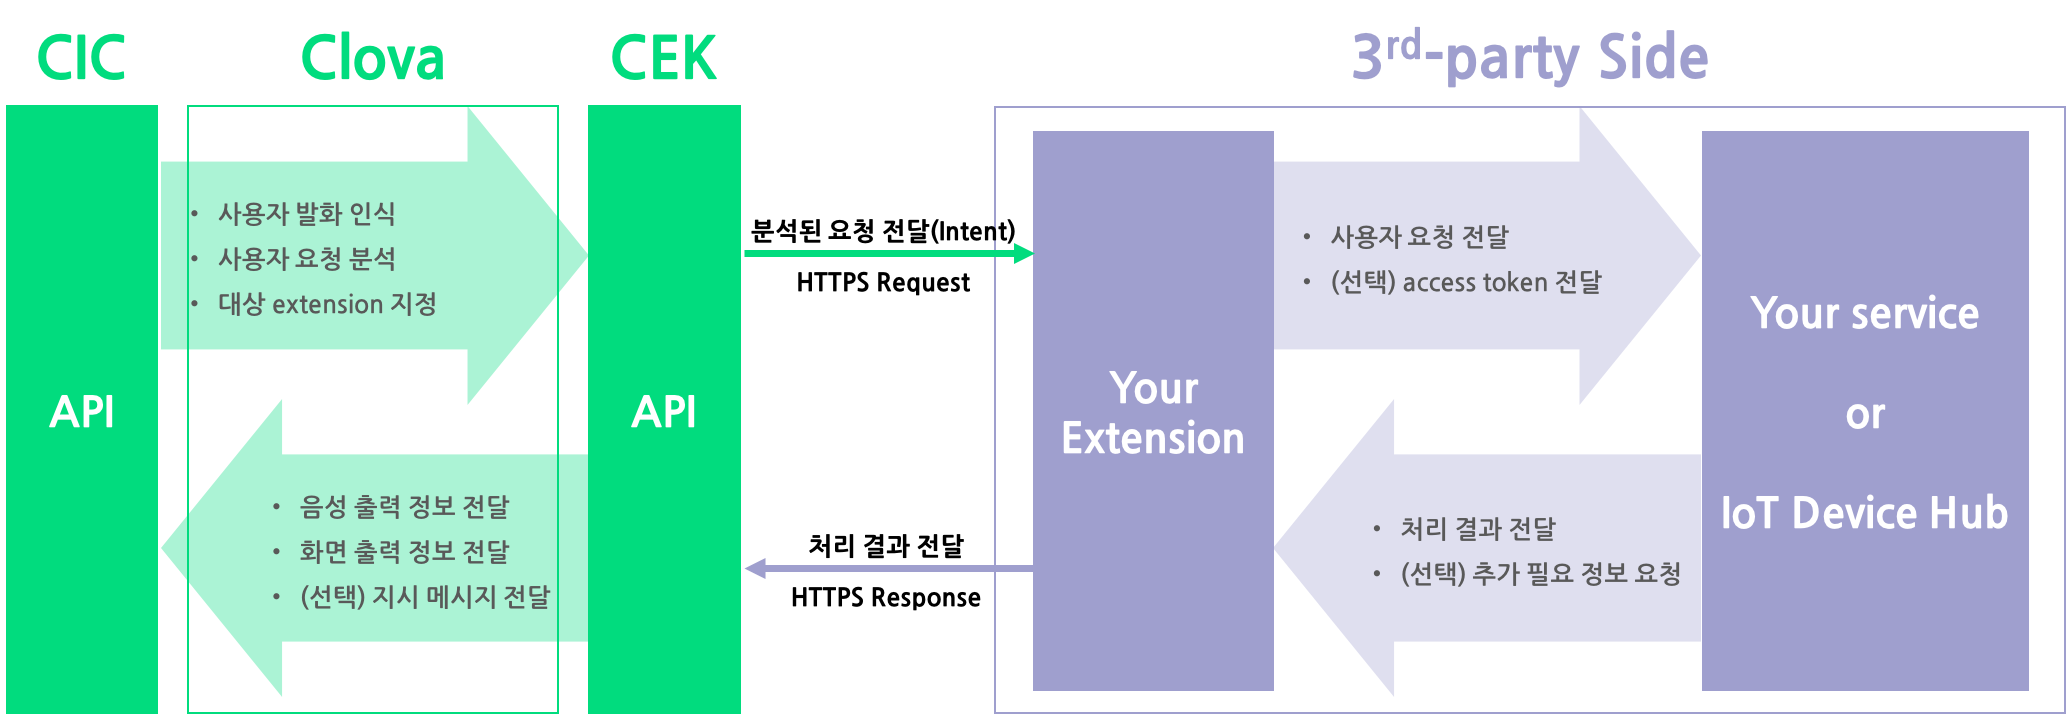 CIC
Clova
CEK
3rd-party Side
API
• 사용자 발화 인식
• 사용자 요청 분석
• 대상 extension 지정
• 음성 출력 정보 전달
• 화면 출력 정보 전달
• (선택) 지시 메시지 전달
API
분석된 요청 전달(Intent)
HTTPS Request
처리 결과 전달
HTTPS Response
Your
Extension
• 사용자 요청 전달
• (선택) access token 전달
• 처리 결과 전달
• (선택) 추가 필요 정보 요청
Your service
or
IoT Device Hub